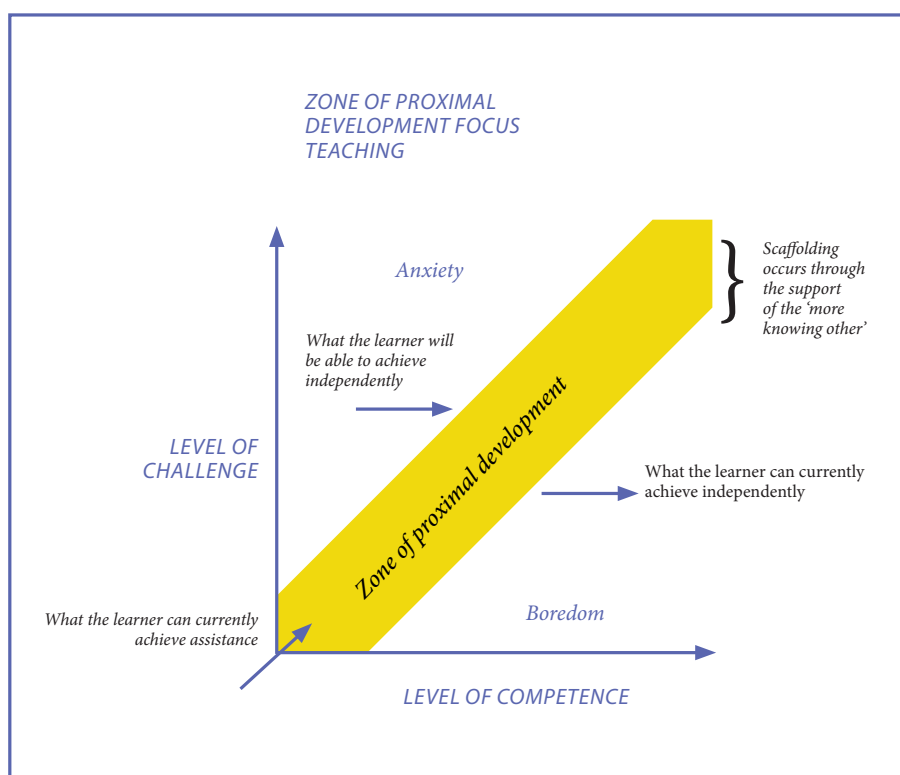 ZONE OF PROXIMAL
DEVELOPMENT FOCUS
TEACHING
Anxiety
Scaffolding
occurs through
the support
of the ‘more
knowing other’
}
What the learner will
be able to achieve
independently
LEVEL OF
CHALLENGE
Zone of proximal development
What the learner can currently
achieve independently
What the learner can currently
achieve assistance
Boredom
LEVEL OF COMPETENCE